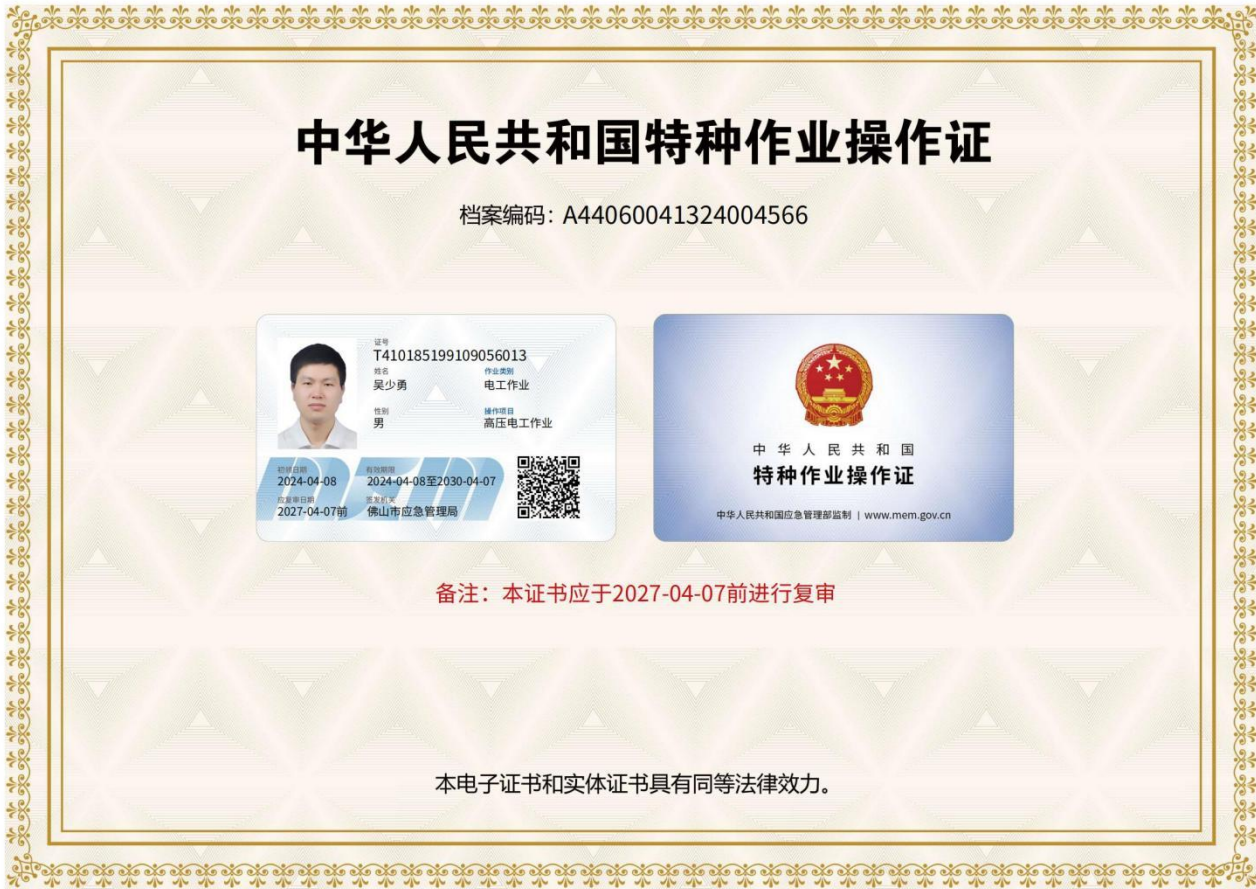 中华人民共和国特种作业操作证
档案编码：A44060041324004566
证号
T410185199109056013
姓名 作业类别
吴少勇 电工作业
性别 操作项目
男 高压电工作业
初领日期 有效期限
2024-04-08 2024-04-08至2030-04-07
应复审日期 签发机关
2027-04-07前 佛山市应急管理局
中华人民共和国
特种作业操作证
中华人民共和国应急管理部监制 | www.mem.gov.cn
备注：本证书应于2027-04-07前进行复审
本电子证书和实体证书具有同等法律效力。